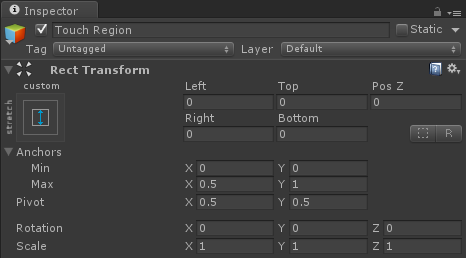 Inspector
Touch Region Static
Tag Untagged Layer Default
Rect Transform
custom Left Top Pos Z
stretch 0 0 0
Right Bottom
0 0 R
Anchors
Min X 0 Y 0
Max X 0.5 Y 1
Pivot X 0.5 Y 0.5
Rotation X 0 Y 0 Z 0
Scale X 1 Y 1 Z 1